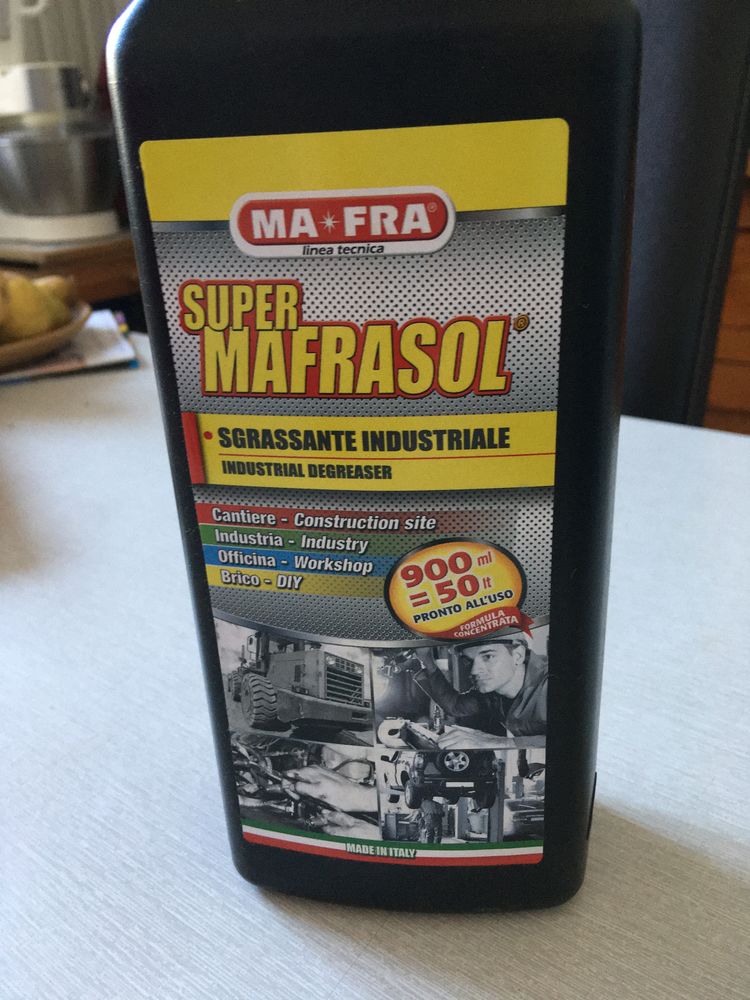 MA★FRA®
linea tecnica
SUPER
MAFRASOL®
• SGRASSANTE INDUSTRIALE
INDUSTRIAL DEGREASER
Cantiere - Construction site
Industria - Industry
Officina - Workshop
Brico - DIY
900 ml
= 50 lt
PRONTO ALL'USO
FORMULA
CONCENTRATA
MADE IN ITALY